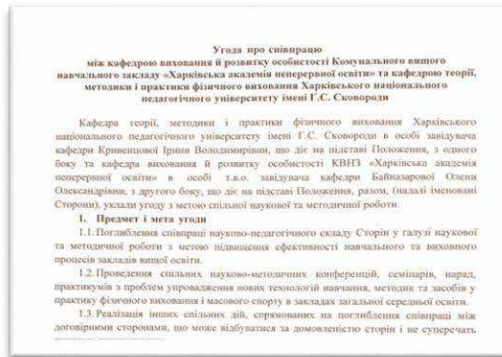 Угода про співпрацю
між кафедрою виховання й розвитку особистості Комунального вищого
навчального закладу «Харківська академія неперервної освіти» та кафедрою теорії,
методики і практики фізичного виховання Харківського національного
педагогічного університету імені Г.С. Сковороди
Кафедра теорії, методики і практики фізичного виховання Харківського
національного педагогічного університету імені Г.С. Сковороди в особі завідувача
кафедри Кривенцової Ірини Володимирівни, що діє на підставі Положення, з одного
боку та кафедра виховання й розвитку особистості КВНЗ «Харківська академія
неперервної освіти» в особі т.в.о. завідувача кафедри Байназарової Олени
Олександрівни, з другого боку, що діє на підставі Положення, разом, (надалі іменовані
Сторони), уклали угоду з метою спільної наукової та методичної роботи.
1. Предмет і мета угоди
1.1. Поглиблення співпраці науково-педагогічного складу Сторін у галузі наукової
та методичної роботи з метою підвищення ефективності навчального та виховного
процесів закладів вищої освіти.
1.2. Проведення спільних науково-методичних конференцій, семінарів, нарад,
практикумів з проблем упровадження нових технологій навчання, методик та засобів у
практику фізичного виховання і масового спорту в закладах загальної середньої освіти.
1.3. Реалізація інших спільних дій, спрямованих на поглиблення співпраці між
договірними сторонами, що може відбуватися за домовленістю сторін і не суперечать